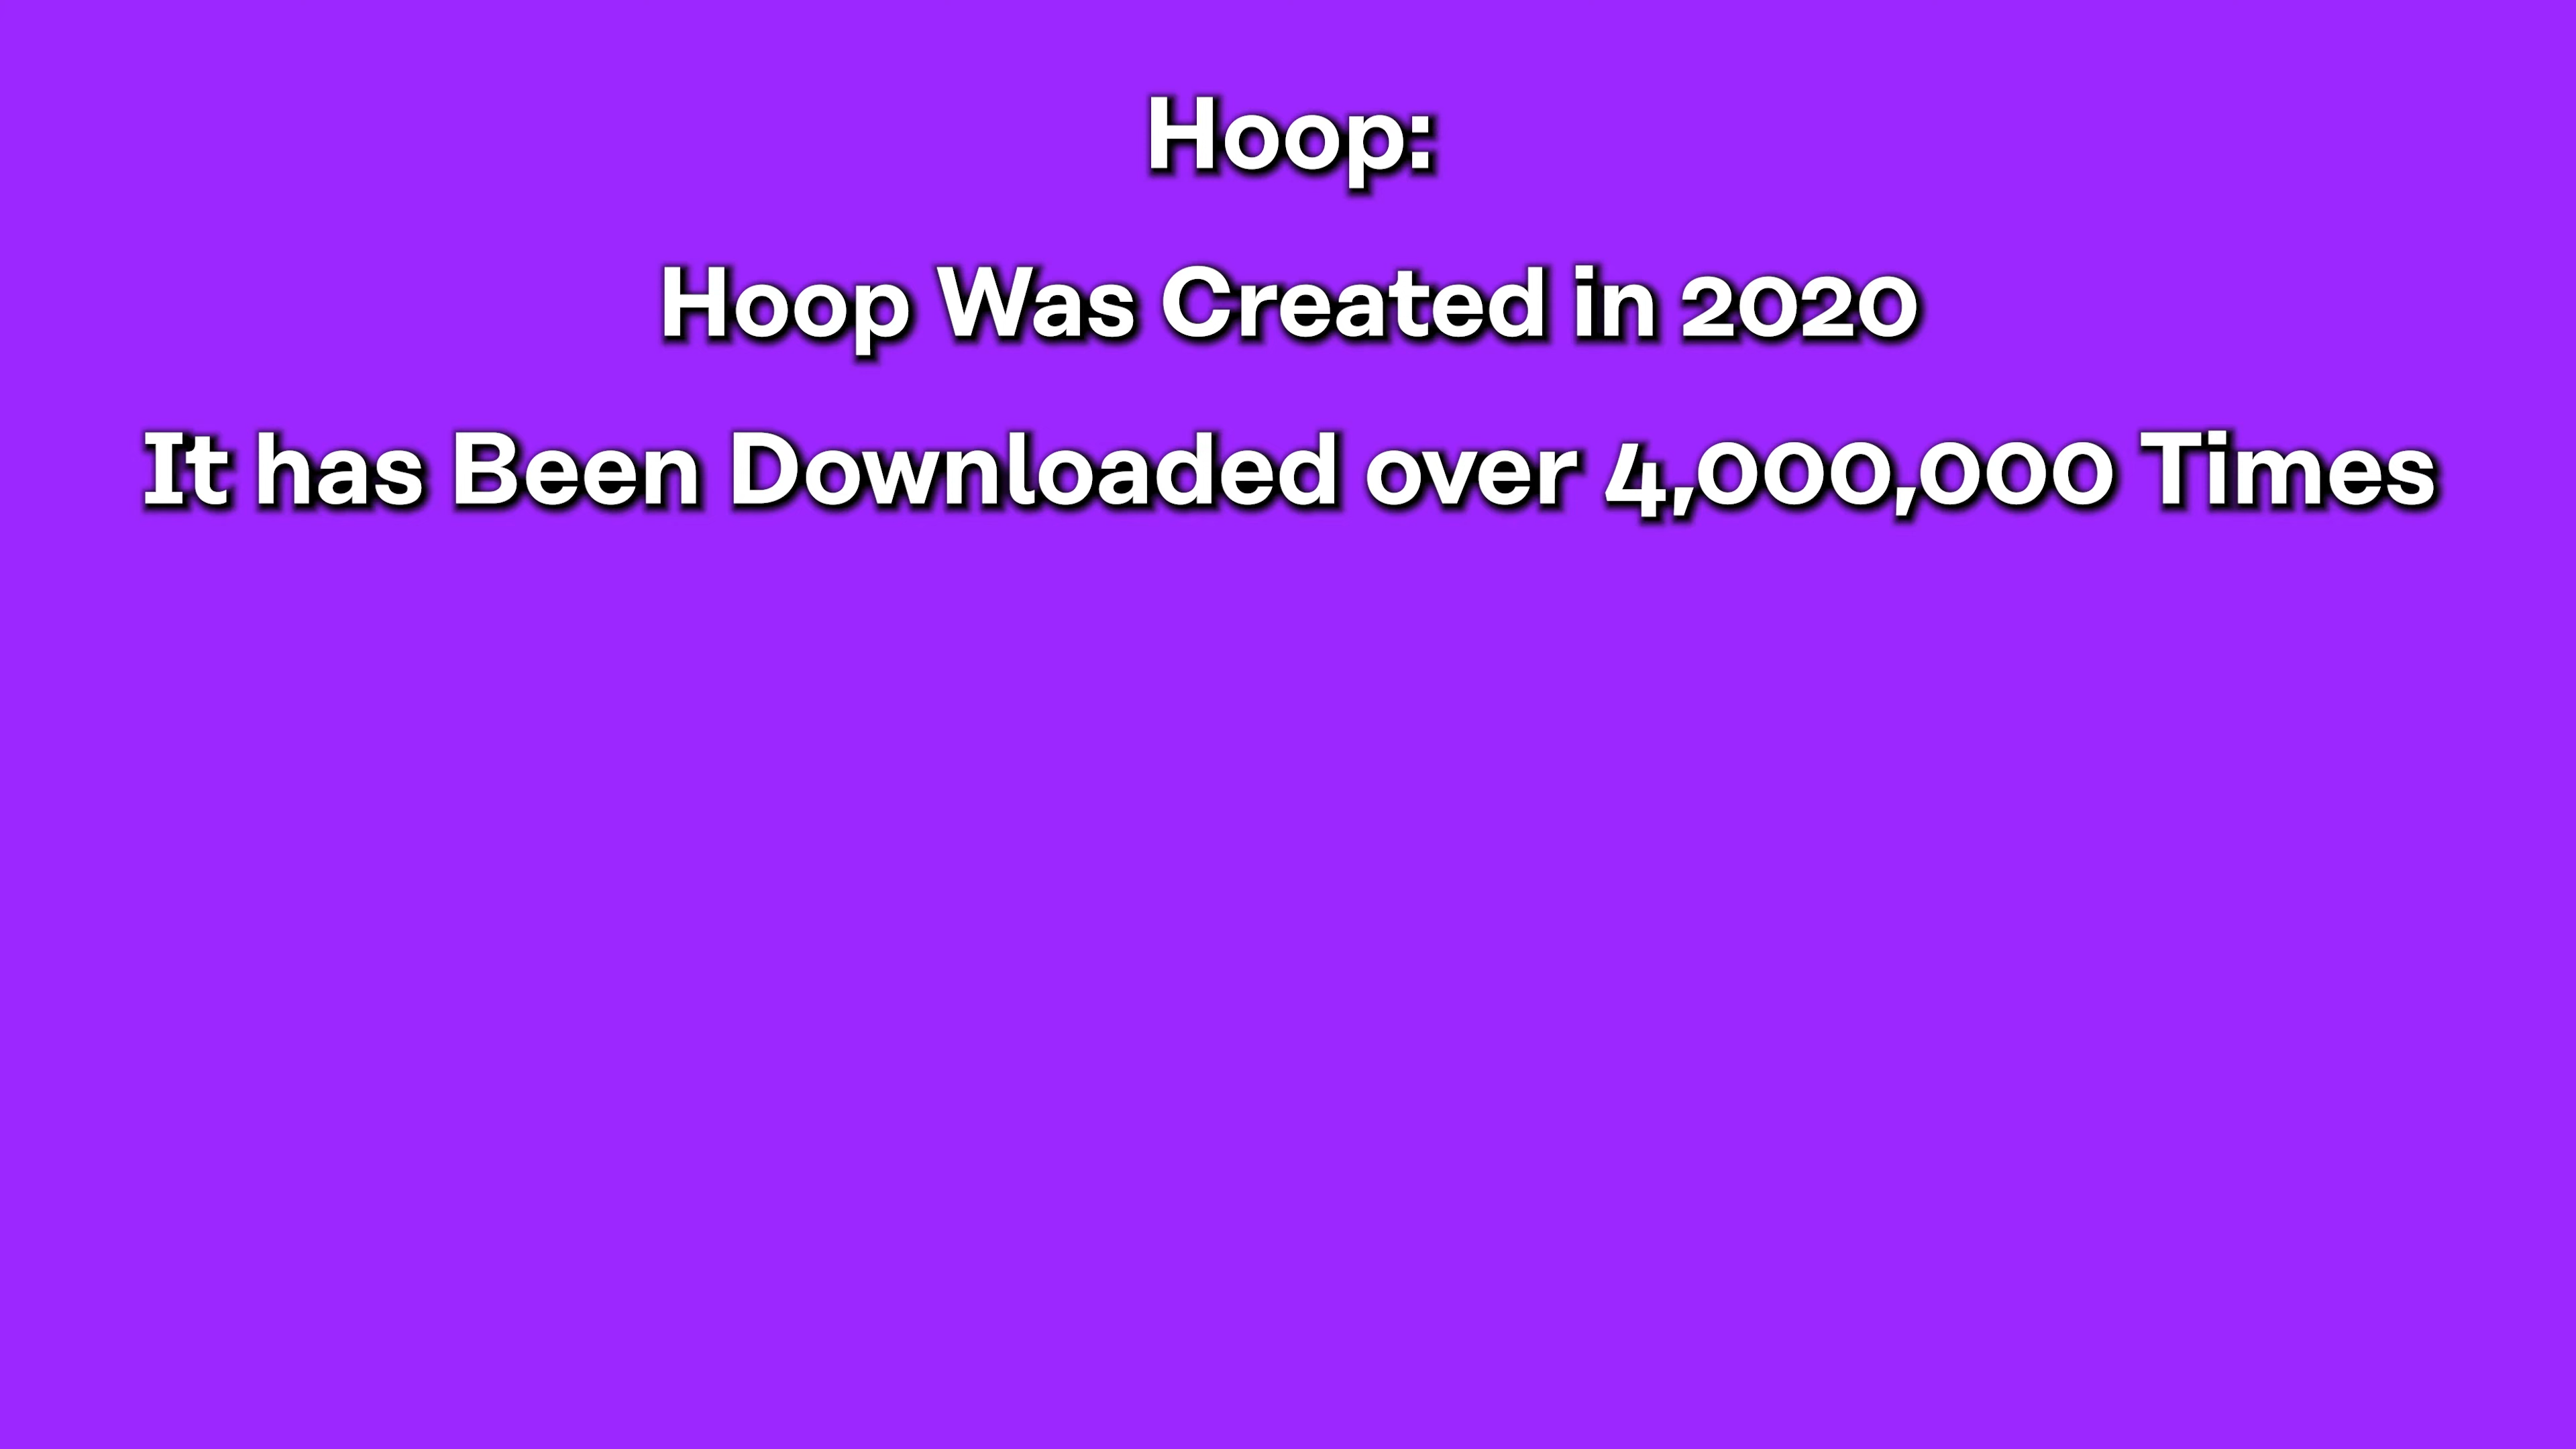 Hoop:
Hoop Was Created in 2020
It has Been Downloaded over 4,000,000 Times